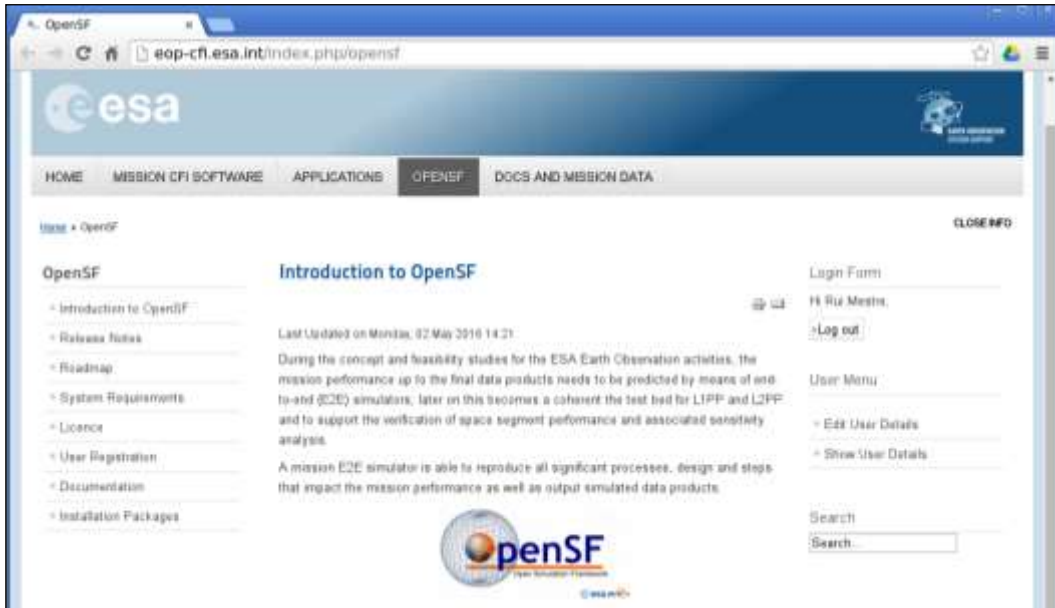 OpenSF
eop-cfi.esa.int/index.php/opensf
esa
EARTH OBSERVATION
SYSTEM SUPPORT
HOME MISSION CFI SOFTWARE APPLICATIONS OPENSF DOCS AND MISSION DATA
Home » OpenSF
CLOSE INFO
OpenSF
Introduction to OpenSF
Release Notes
Roadmap
System Requirements
Licence
User Registration
Documentation
Installation Packages
Introduction to OpenSF
Last Updated on Monday, 02 May 2016 14:21
During the concept and feasibility studies for the ESA Earth Observation activities, the
mission performance up to the final data products needs to be predicted by means of end-
to-end (E2E) simulators, later on this becomes a coherent the test bed for L1PP and L2PP
and to support the verification of space segment performance and associated sensitivity
analysis.
A mission E2E simulator is able to reproduce all significant processes, design and steps
that impact the mission performance as well as output simulated data products.
OpenSF
Open Simulation Framework
esa
Login Form
Hi Rui Mestre,
Log out
User Menu
Edit User Details
Show User Details
Search
Search...